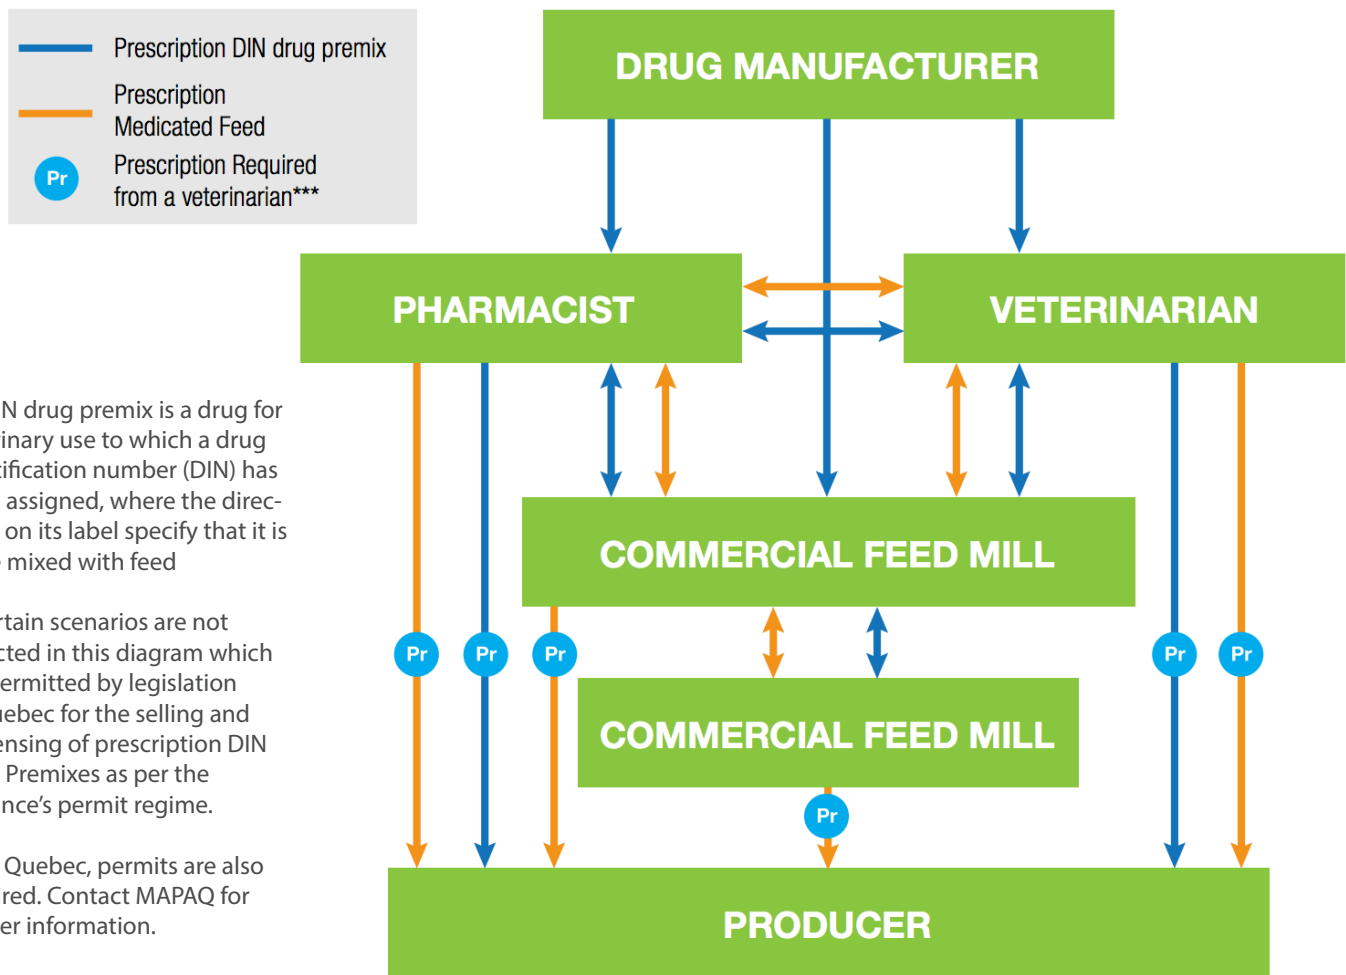 Prescription DIN drug premix
Prescription
Medicated Feed
Pr
Prescription Required
from a veterinarian***
DRUG MANUFACTURER
PHARMACIST
VETERINARIAN
COMMERCIAL FEED MILL
COMMERCIAL FEED MILL
Pr
Pr
Pr
Pr
Pr
Pr
PRODUCER
N drug premix is a drug for
rinary use to which a drug
tification number (DIN) has
assigned, where the direc-
on its label specify that it is
mixed with feed
rtain scenarios are not
cted in this diagram which
ermitted by legislation
uebec for the selling and
ensing of prescription DIN
Premixes as per the
ince's permit regime.
Quebec, permits are also
ired. Contact MAPAQ for
er information.